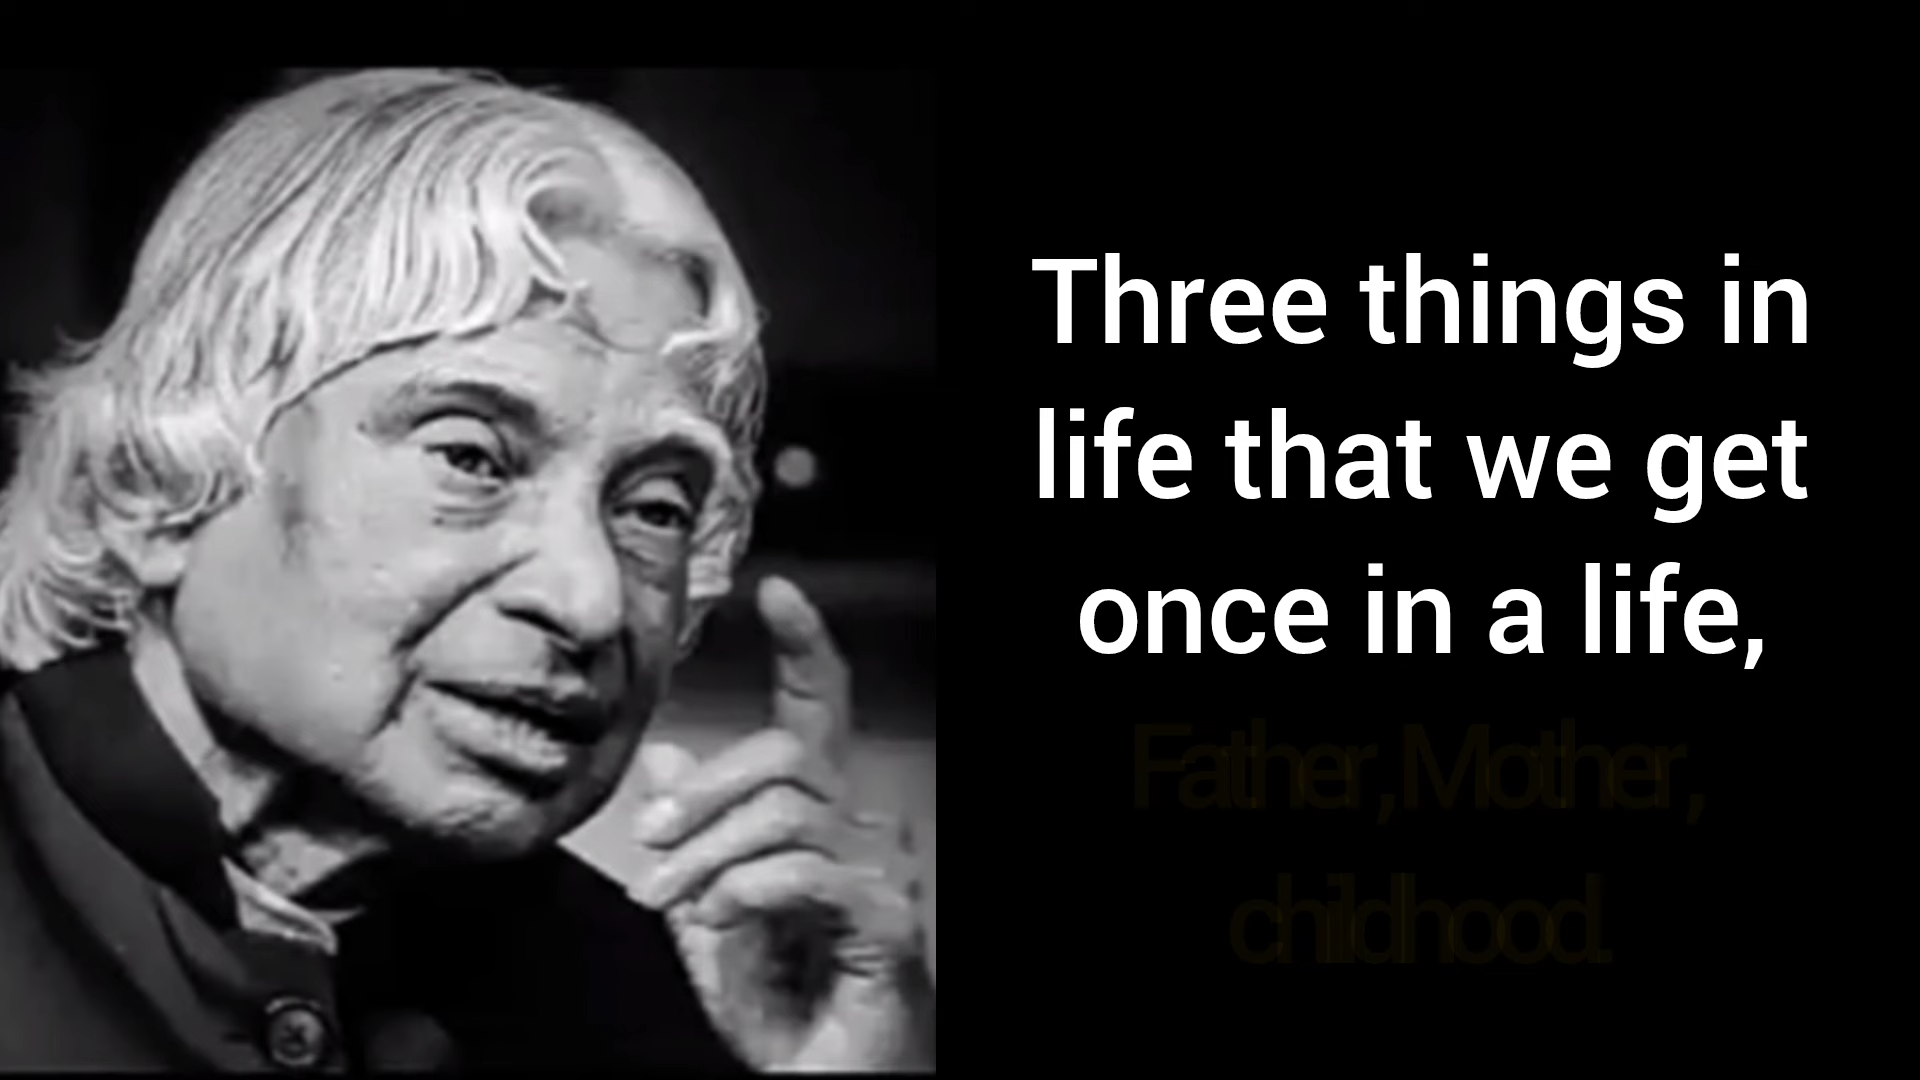 Three things in
life that we get
once in a life,
Father, Mother,
childhood.